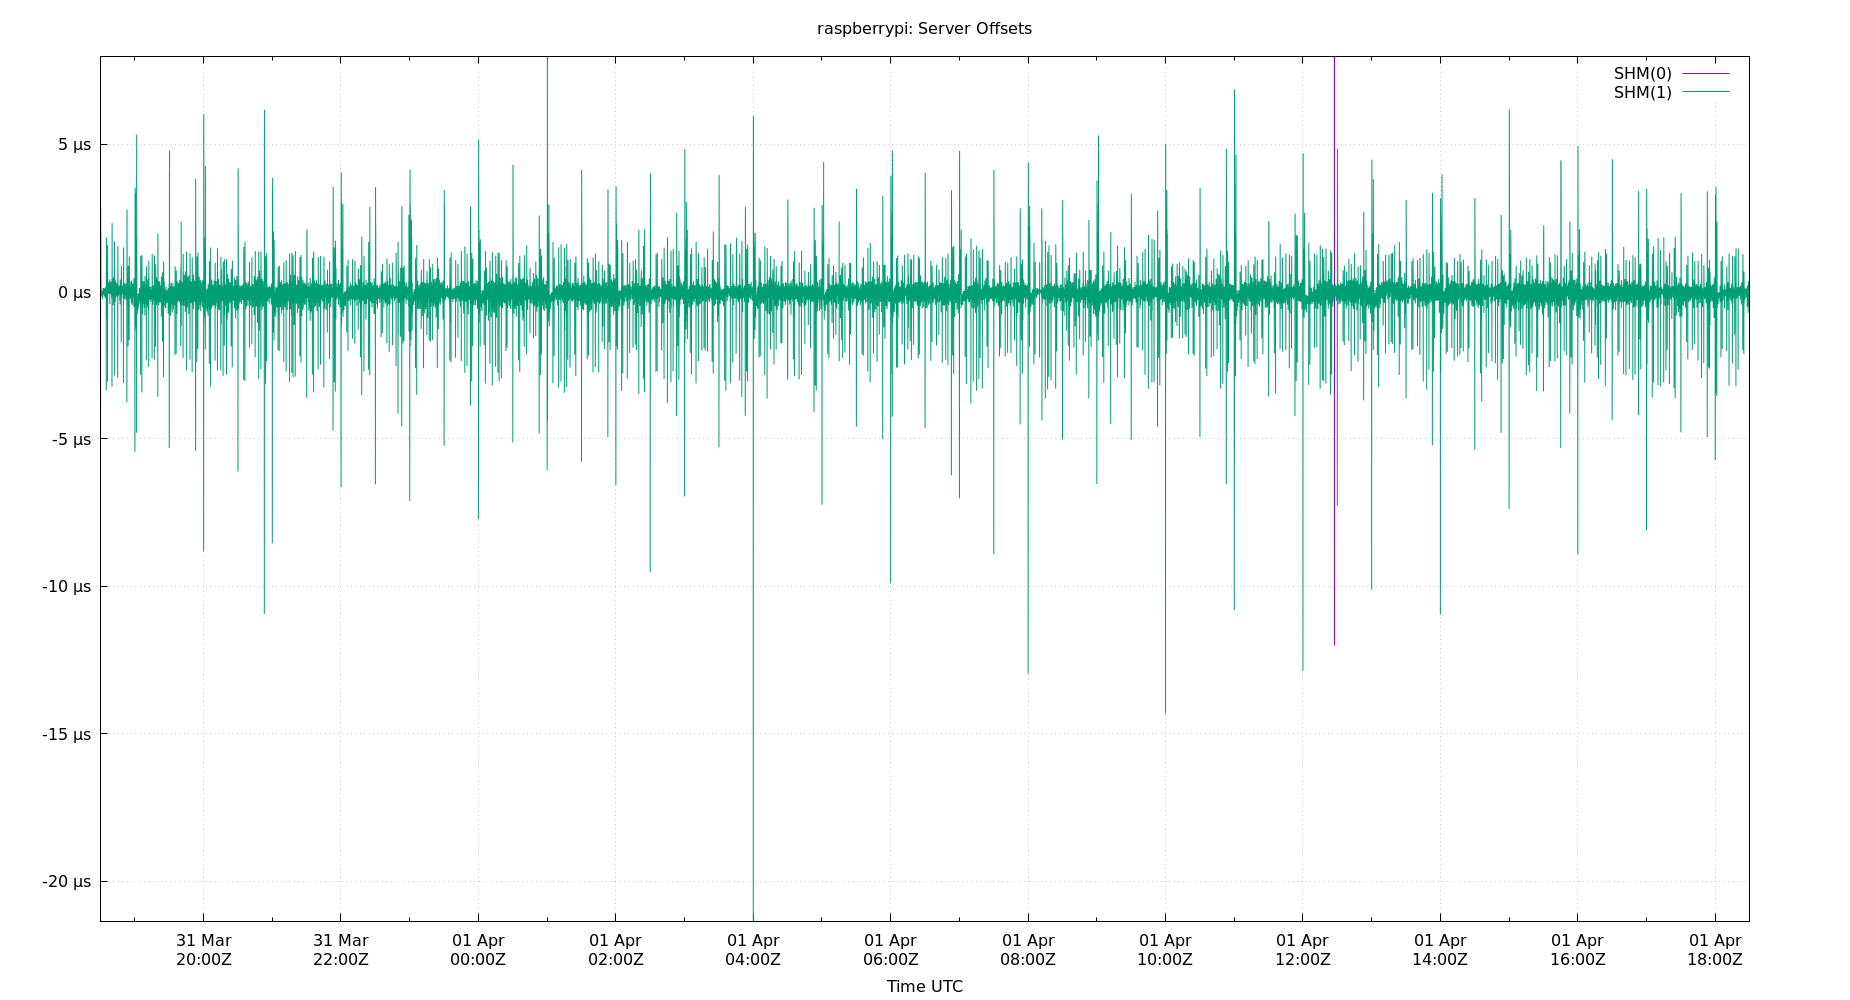 raspberrypi: Server Offsets
SHM(0)
SHM(1)
5 µs
0 µs
-5 µs
-10 µs
-15 µs
-20 µs
31 Mar 31 Mar 01 Apr 01 Apr 01 Apr 01 Apr 01 Apr 01 Apr 01 Apr 01 Apr 01 Apr 01 Apr
20:00Z 22:00Z 00:00Z 02:00Z 04:00Z 06:00Z 08:00Z 10:00Z 12:00Z 14:00Z 16:00Z 18:00Z
Time UTC